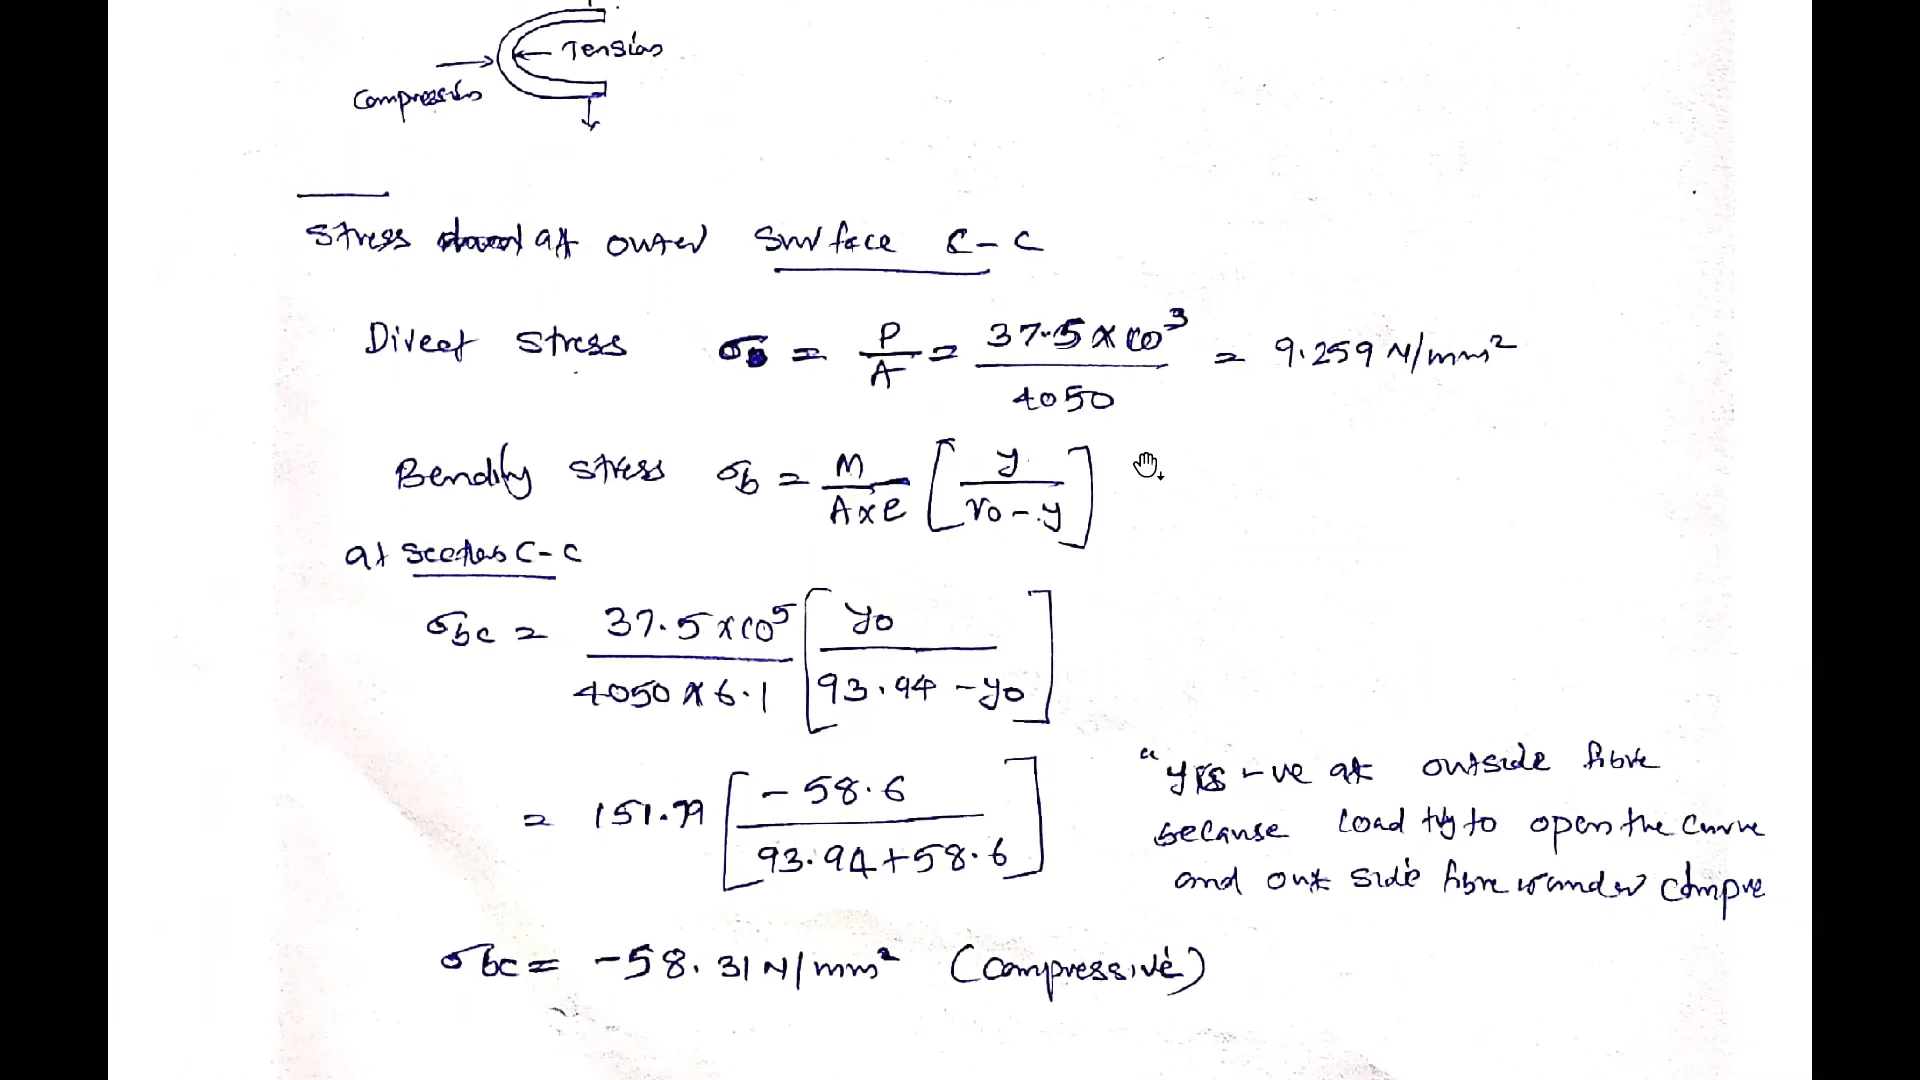 Tension
Compression
Stress at outer Surface C-C
Direct stress σ = P/A = 37.5×10³/4050 = 9.259 N/mm²
Bending stress σb = M/A×e [y/r0-y]
at section C-C
σbc = 37.5×10⁵/4050×6.1 [y0/93.94-y0]
= 151.79 [-58.6/93.94+58.6]
"y is -ve at outside fibre
because load try to open the curve
and out side fibre is under compre
σbc = -58.31 N/mm² (compressive)